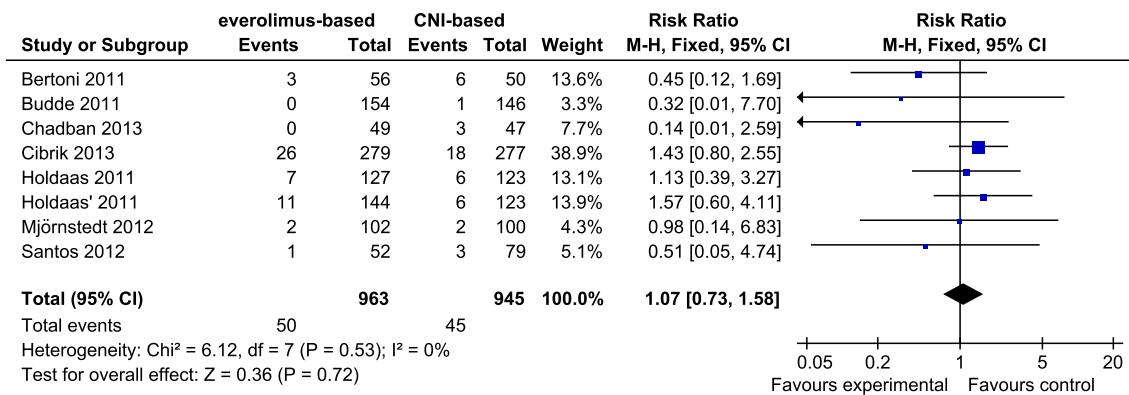 everolimus-based CNI-based Risk Ratio Risk Ratio
Study or Subgroup Events Total Events Total Weight M-H, Fixed, 95% CI M-H, Fixed, 95% CI
Bertoni 2011 3 56 6 50 13.6% 0.45 [0.12, 1.69]
Budde 2011 0 154 1 146 3.3% 0.32 [0.01, 7.70]
Chadban 2013 0 49 3 47 7.7% 0.14 [0.01, 2.59]
Cibrik 2013 26 279 18 277 38.9% 1.43 [0.80, 2.55]
Holdaas 2011 7 127 6 123 13.1% 1.13 [0.39, 3.27]
Holdaas' 2011 11 144 6 123 13.9% 1.57 [0.60, 4.11]
Mjörnstedt 2012 2 102 2 100 4.3% 0.98 [0.14, 6.83]
Santos 2012 1 52 3 79 5.1% 0.51 [0.05, 4.74]
Total (95% CI) 963 945 100.0% 1.07 [0.73, 1.58]
Total events 50 45
Heterogeneity: Chi² = 6.12, df = 7 (P = 0.53); I² = 0%
Test for overall effect: Z = 0.36 (P = 0.72)
0.05 0.2 1 5 20
Favours experimental Favours control